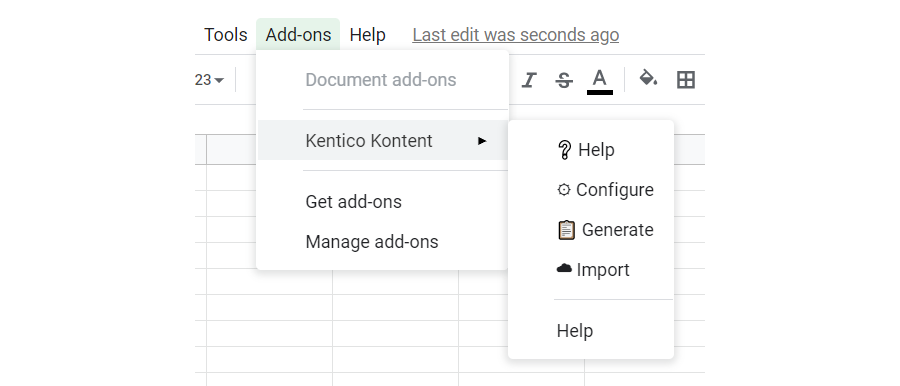 Tools Add-ons Help Last edit was seconds ago
23 A
Document add-ons
Kentico Kontent
Get add-ons
Manage add-ons
Help
Configure
Generate
Import
Help